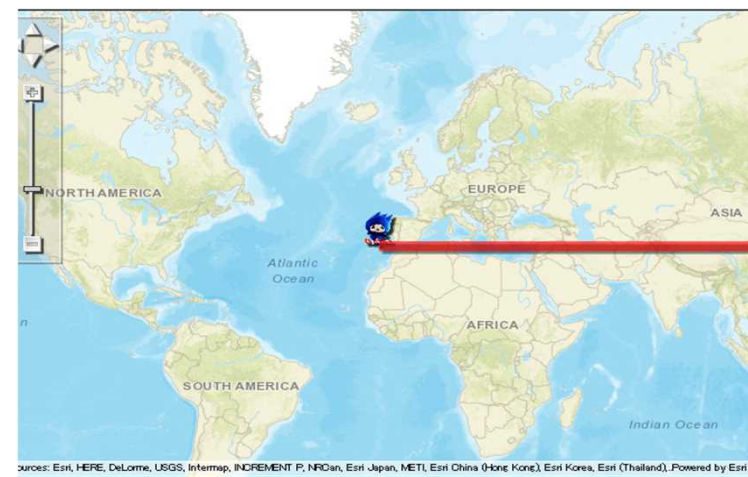 NORTH AMERICA
EUROPE
ASIA
Atlantic
Ocean
n
AFRICA
SOUTH AMERICA
Indian Ocean
ources: Esri, HERE, DeLorme, USGS, Intermap, INCREMENT P, NRCan, Esri Japan, METI, Esri China (Hong Kong), Esri Korea, Esri (Thailand),..Powered by Esri